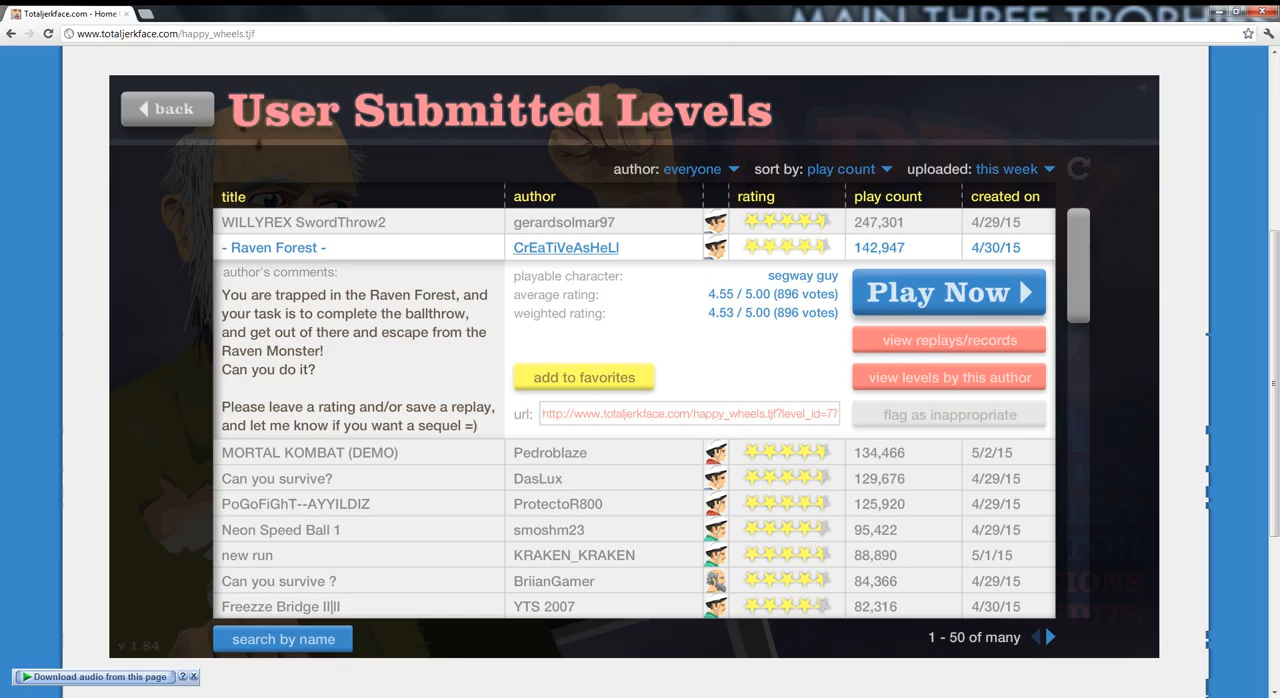 Totaljerkface.com - Home
MAIN THREE TROPHIE
www.totaljerkface.com/happy_wheels.tjf
back
User Submitted Levels
author: everyone
sort by: play count
uploaded: this week
title
author
rating
play count
created on
WILLYREX SwordThrow2
gerardsolmar97
247,301
4/29/15
- Raven Forest -
CrEaTiVeAsHeLl
142,947
4/30/15
author's comments:
You are trapped in the Raven Forest, and
your task is to complete the ballthrow,
and get out of there and escape from the
Raven Monster!
Can you do it?
Please leave a rating and/or save a replay,
and let me know if you want a sequel =)
playable character: segway guy
average rating: 4.55 / 5.00 (896 votes)
weighted rating: 4.53 / 5.00 (896 votes)
add to favorites
url: http://www.totaljerkface.com/happy_wheels.tjf?level_id=77
Play Now
view replays/records
view levels by this author
flag as inappropriate
MORTAL KOMBAT (DEMO)
Pedroblaze
134,466
5/2/15
Can you survive?
DasLux
129,676
4/29/15
PoGoFiGhT--AYYILDIZ
ProtectoR800
125,920
4/29/15
Neon Speed Ball 1
smoshm23
95,422
4/29/15
new run
KRAKEN_KRAKEN
88,890
5/1/15
Can you survive ?
BriianGamer
84,366
4/29/15
Freezze Bridge II|II
YTS 2007
82,316
4/30/15
search by name
1 - 50 of many
v 1.84
Download audio from this page
?
X